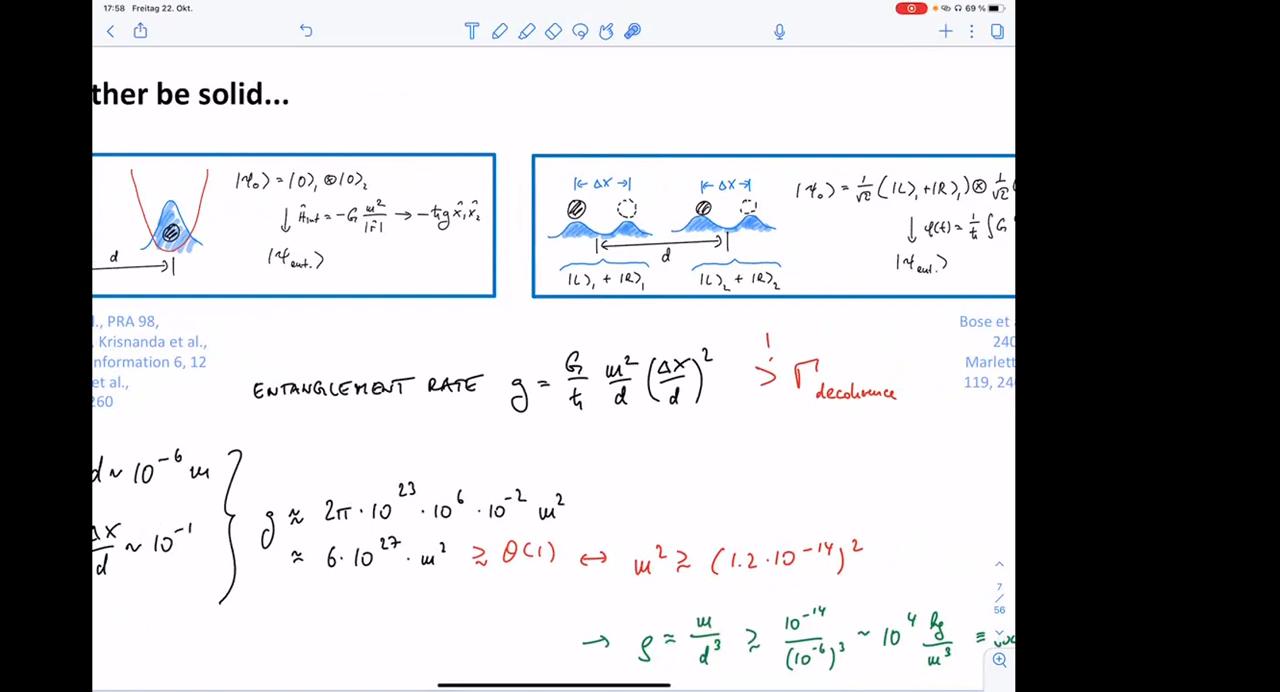 17:58 Freitag 22. Okt.
69 %
ther be solid...
|ψ₀⟩ = |0⟩₁ ⊗ |0⟩₂
↓ Ĥint = −G m²/|r̂| → −ħg x̂₁x̂₂
|ψent.⟩
d
|← Δx →| |← Δx →|
d
|L⟩₁ + |R⟩₁ |L⟩₂ + |R⟩₂
|ψ₀⟩ = 1/√2 (|L⟩₁ + |R⟩₁) ⊗ 1/√2
↓ φ(t) = 1/ħ ∫ G
|ψent.⟩
., PRA 98,
Krisnanda et al.,
nformation 6, 12
et al.,
260
Bose et
240
Marlett
119, 24
ENTANGLEMENT RATE g = G/ħ m²/d (Δx/d)² !> Γdecoherence
d ~ 10⁻⁶ m
Δx/d ~ 10⁻¹
g ≈ 2π · 10²³ · 10⁶ · 10⁻² m²
≈ 6 · 10²⁷ · m² ≳ O(1) ↔ m² ≳ (1.2 · 10⁻¹⁴)²
→ ρ ≈ m/d³ ≳ 10⁻¹⁴/(10⁻⁶)³ ~ 10⁴ kg/m³ ≡
7
/
56